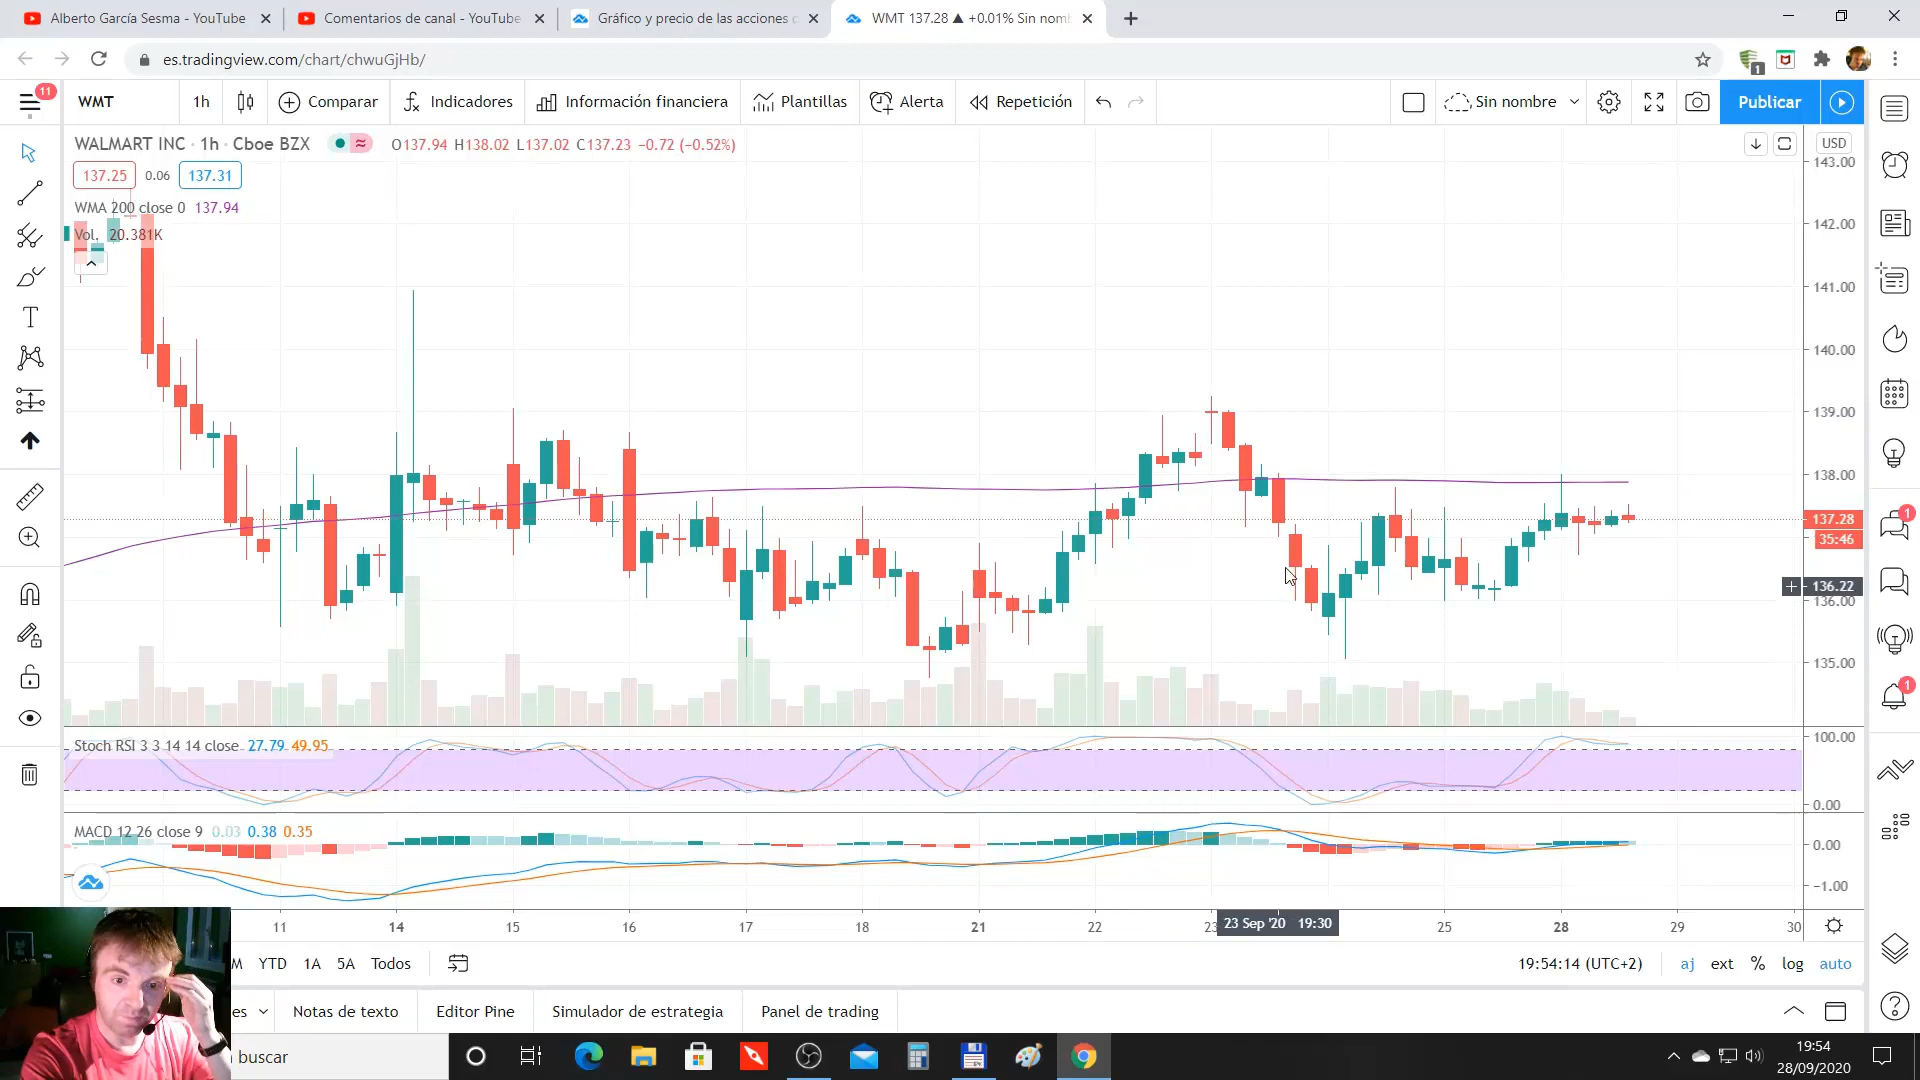 Alberto García Sesma - YouTube
Comentarios de canal - YouTube
Gráfico y precio de las acciones
WMT 137.28 ▲ +0.01% Sin nomb
es.tradingview.com/chart/chwuGjHb/
1
11
WMT
1h
Comparar
Indicadores
Información financiera
Plantillas
Alerta
Repetición
Sin nombre
Publicar
WALMART INC · 1h · Cboe BZX
O137.94 H138.02 L137.02 C137.23 −0.72 (−0.52%)
137.25 0.06 137.31
WMA 200 close 0 137.94
Vol. 20.381K
USD
143.00
142.00
141.00
140.00
139.00
138.00
137.28
35:46
136.22
136.00
135.00
1
1
Stoch RSI 3 3 14 14 close 27.79 49.95
100.00
0.00
MACD 12 26 close 9 0.03 0.38 0.35
0.00
−1.00
11 14 15 16 17 18 21 22 23 23 Sep '20 19:30 25 28 29 30
M YTD 1A 5A Todos
19:54:14 (UTC+2)
aj ext % log auto
es
Notas de texto
Editor Pine
Simulador de estrategia
Panel de trading
buscar
19:54
28/09/2020